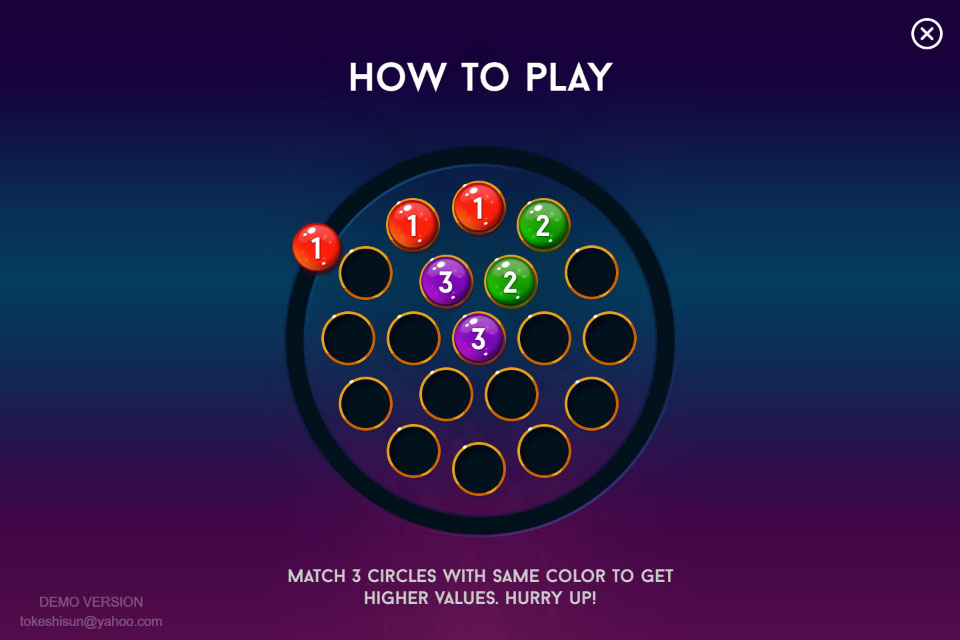 HOW TO PLAY
1
1
1
2
3
2
3
MATCH 3 CIRCLES WITH SAME COLOR TO GET
HIGHER VALUES. HURRY UP!
DEMO VERSION
tokeshisun@yahoo.com